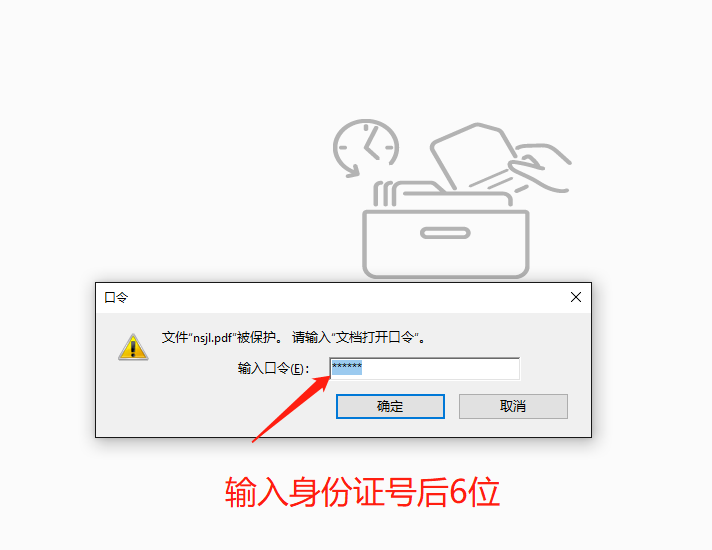 口令
文件"nsjl.pdf"被保护。 请输入"文档打开口令"。
输入口令(E)： ******
确定 取消
输入身份证号后6位